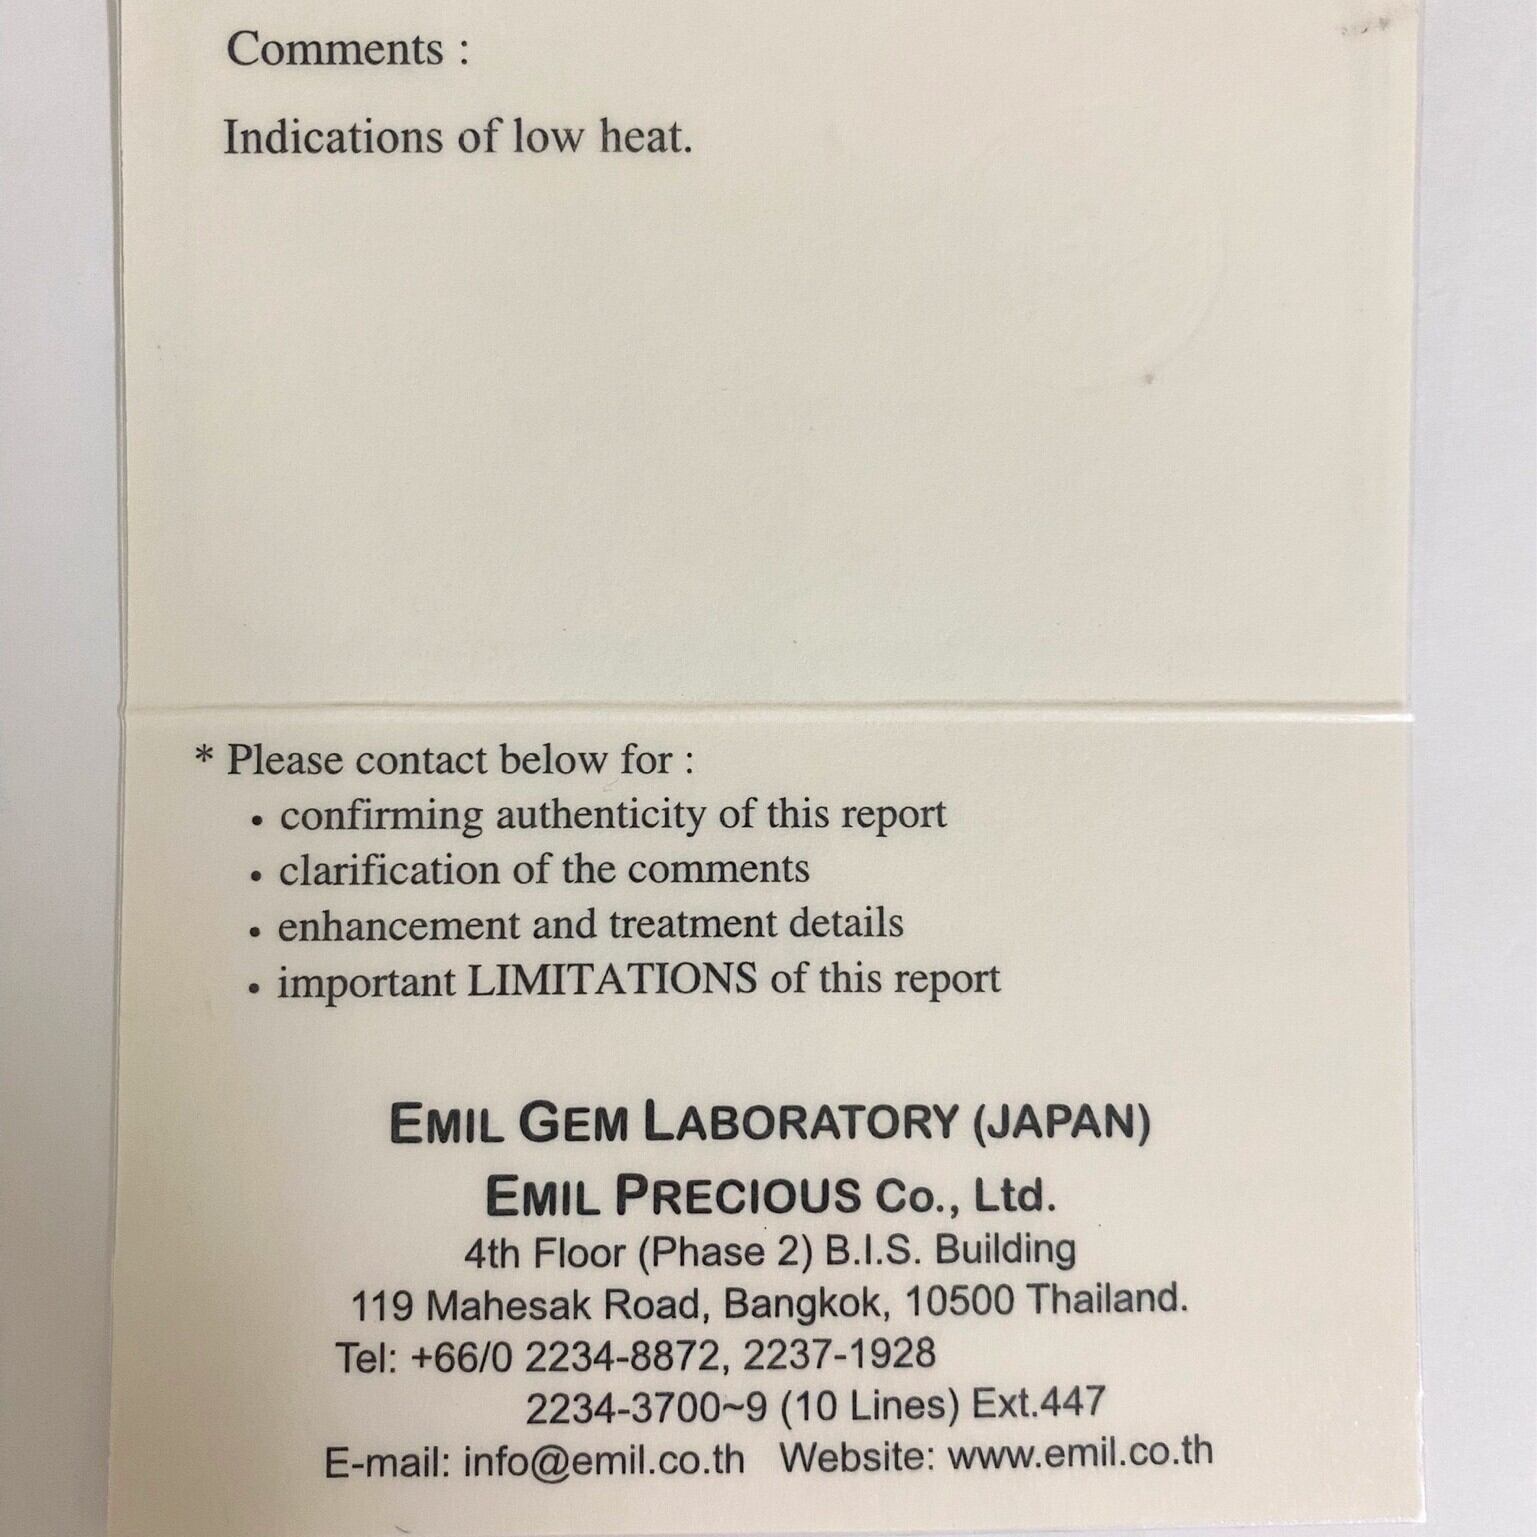 Comments :
Indications of low heat.
* Please contact below for :
• confirming authenticity of this report
• clarification of the comments
• enhancement and treatment details
• important LIMITATIONS of this report
EMIL GEM LABORATORY (JAPAN)
EMIL PRECIOUS Co., Ltd.
4th Floor (Phase 2) B.I.S. Building
119 Mahesak Road, Bangkok, 10500 Thailand.
Tel: +66/0 2234-8872, 2237-1928
2234-3700~9 (10 Lines) Ext.447
E-mail: info@emil.co.th Website: www.emil.co.th